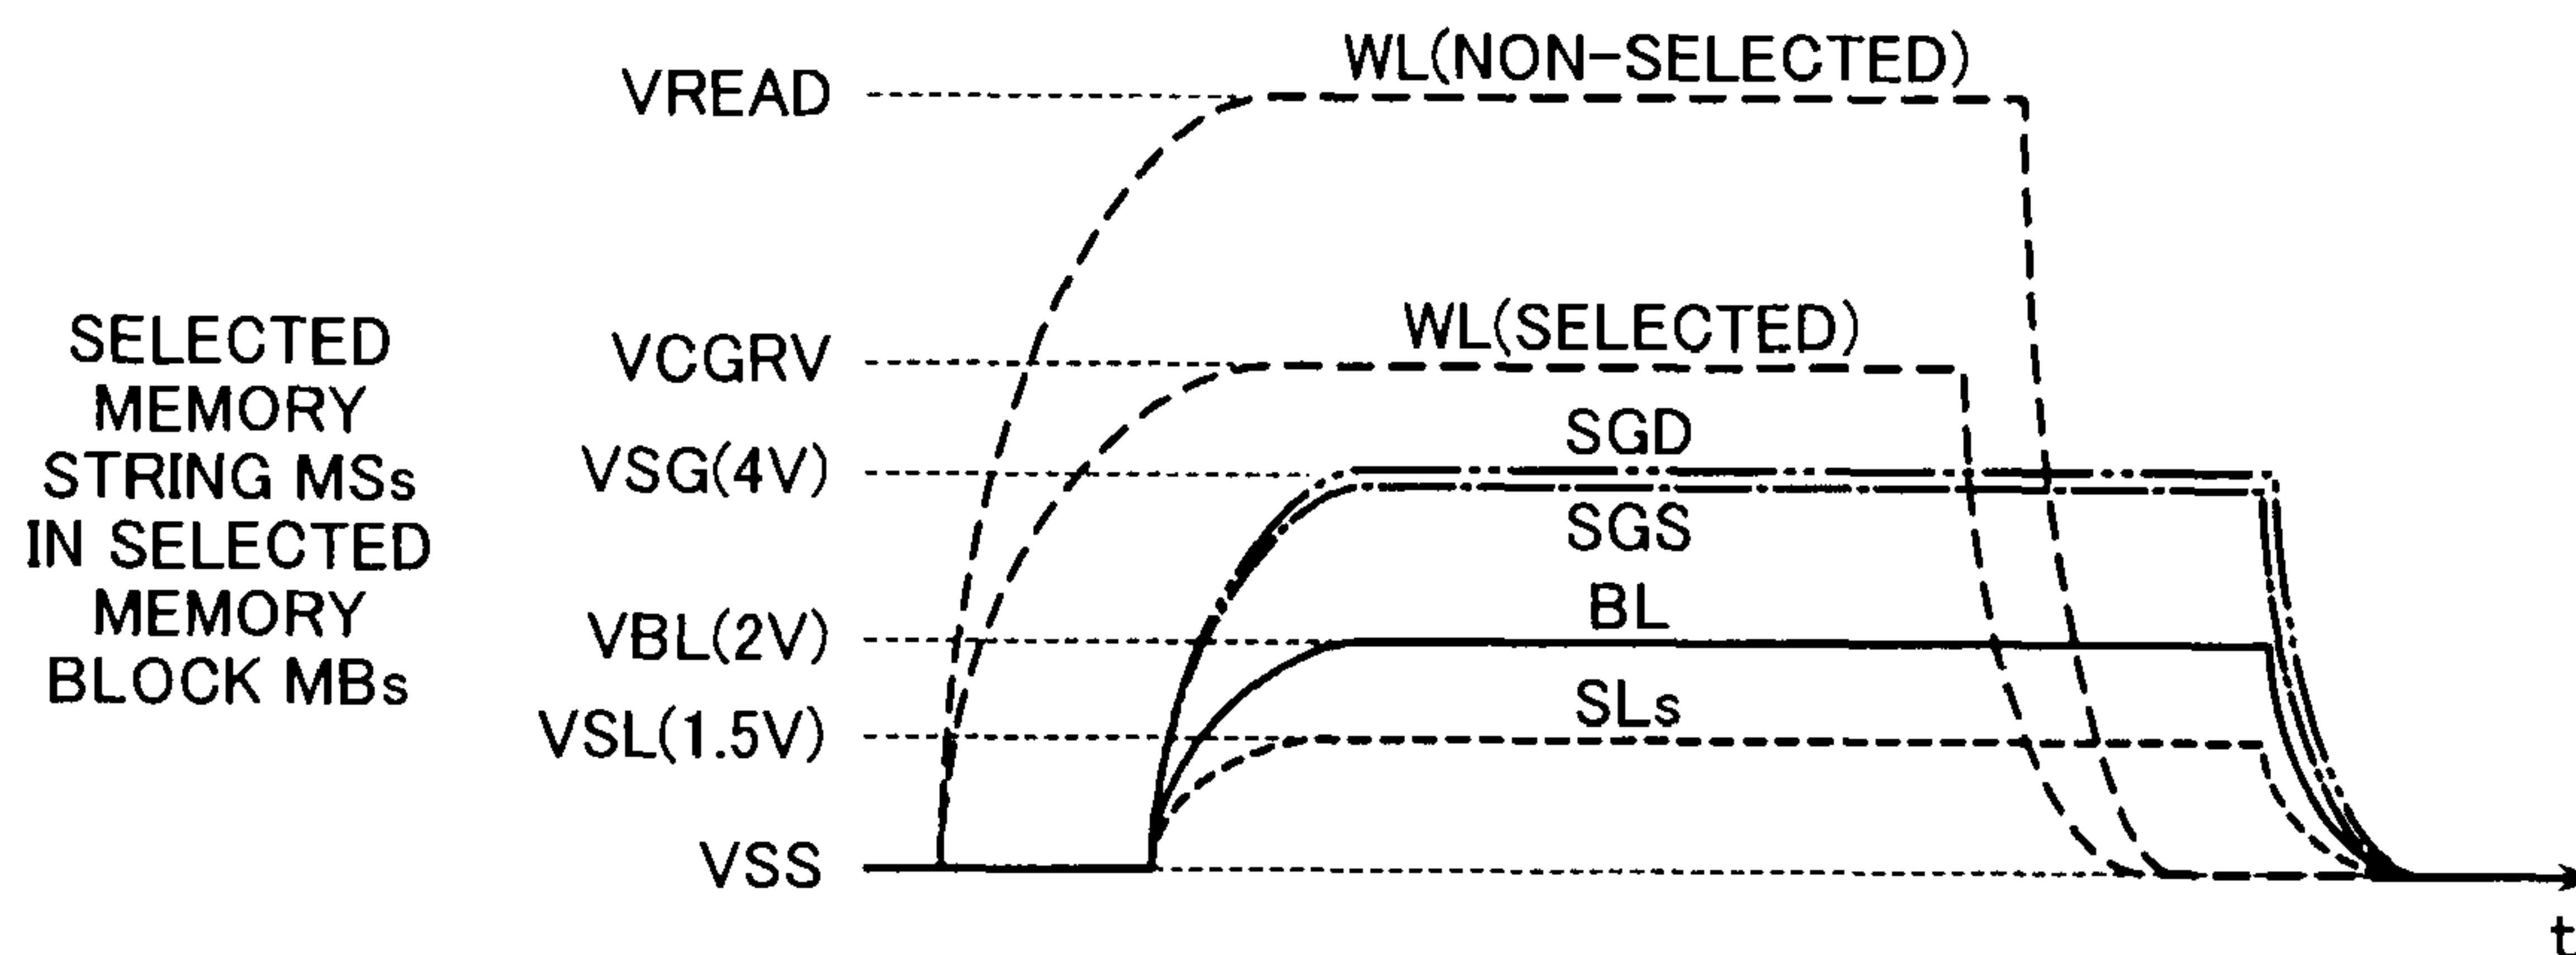 WL(NON-SELECTED)
VREAD
WL(SELECTED)
VCGRV
SELECTED
MEMORY
STRING MSs
IN SELECTED
MEMORY
BLOCK MBs
SGD
VSG(4V)
SGS
BL
VBL(2V)
SLs
VSL(1.5V)
VSS
t